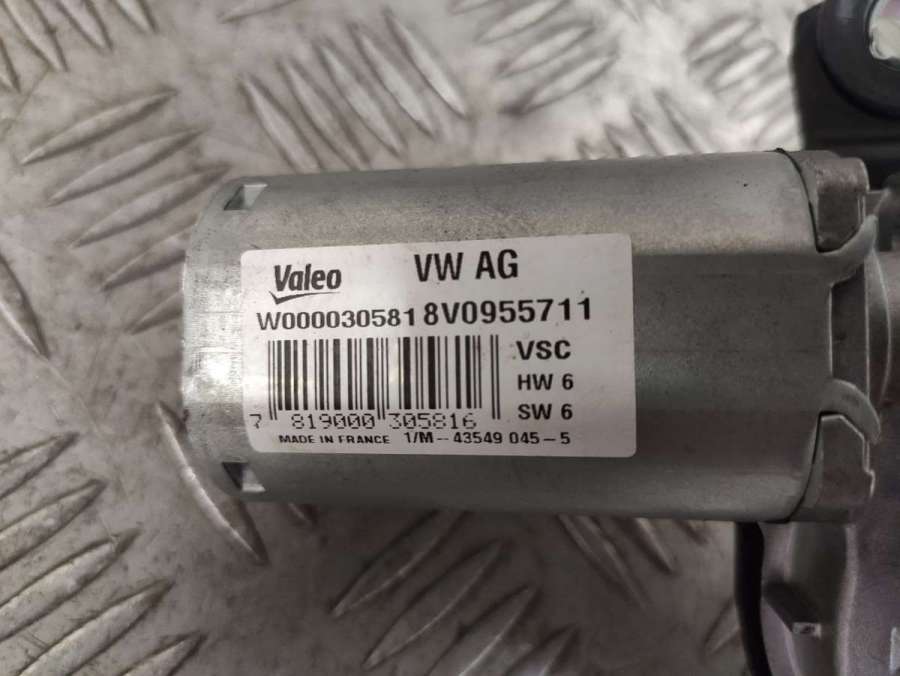 Valeo VW AG
W000030581 8V0955711
VSC
HW 6
SW 6
7 819000 305816
MADE IN FRANCE 1/M-- 43549 045-5